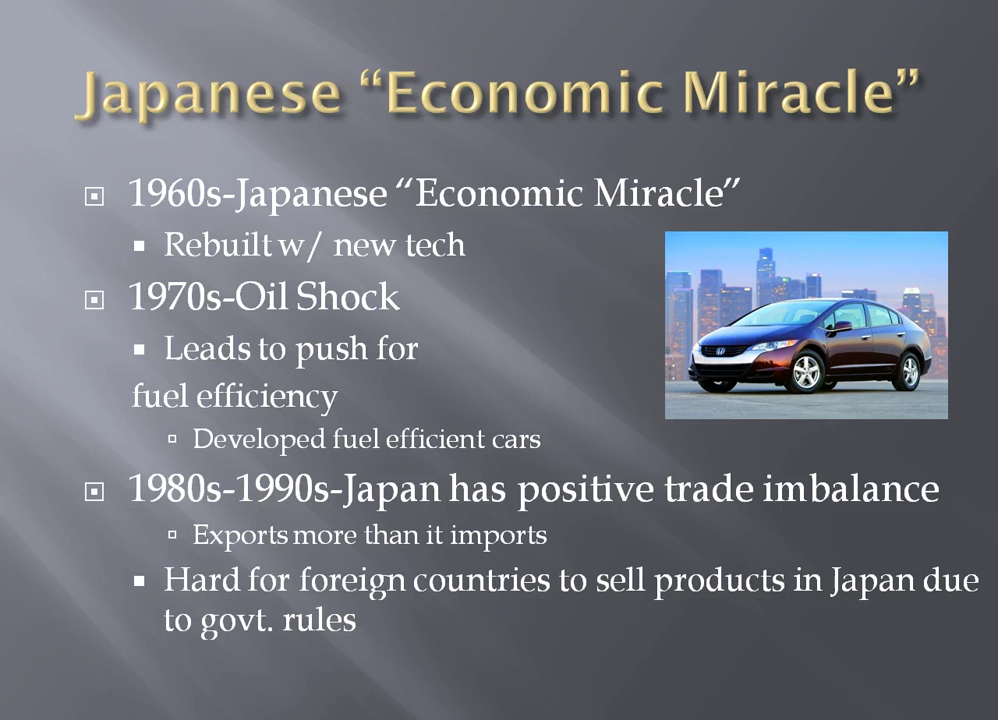 Japanese “Economic Miracle”
1960s-Japanese “Economic Miracle”
Rebuilt w/ new tech
1970s-Oil Shock
Leads to push for
fuel efficiency
Developed fuel efficient cars
1980s-1990s-Japan has positive trade imbalance
Exports more than it imports
Hard for foreign countries to sell products in Japan due
to govt. rules